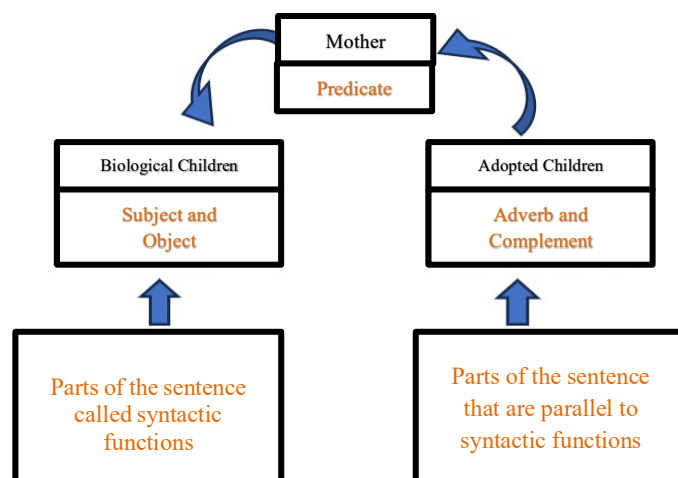 Mother
Predicate
Biological Children
Subject and
Object
Adopted Children
Adverb and
Complement
Parts of the sentence
called syntactic
functions
Parts of the sentence
that are parallel to
syntactic functions